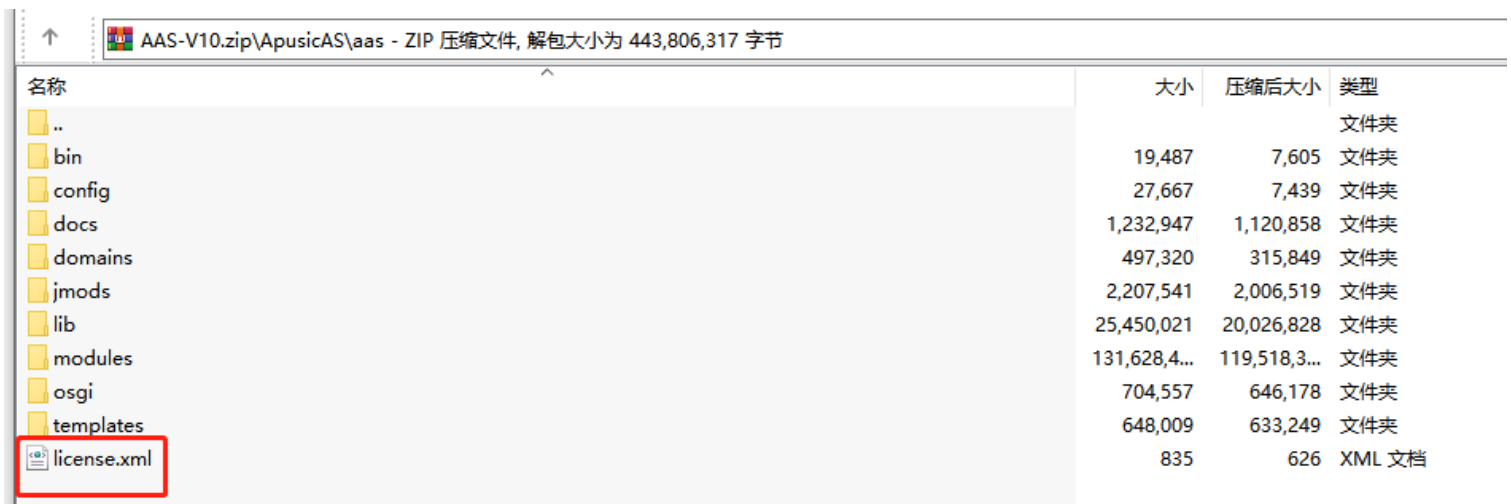 AAS-V10.zip\ApusicAS\aas - ZIP 压缩文件, 解包大小为 443,806,317 字节
名称 大小 压缩后大小 类型
.. 文件夹
bin 19,487 7,605 文件夹
config 27,667 7,439 文件夹
docs 1,232,947 1,120,858 文件夹
domains 497,320 315,849 文件夹
jmods 2,207,541 2,006,519 文件夹
lib 25,450,021 20,026,828 文件夹
modules 131,628,4... 119,518,3... 文件夹
osgi 704,557 646,178 文件夹
templates 648,009 633,249 文件夹
license.xml 835 626 XML 文档